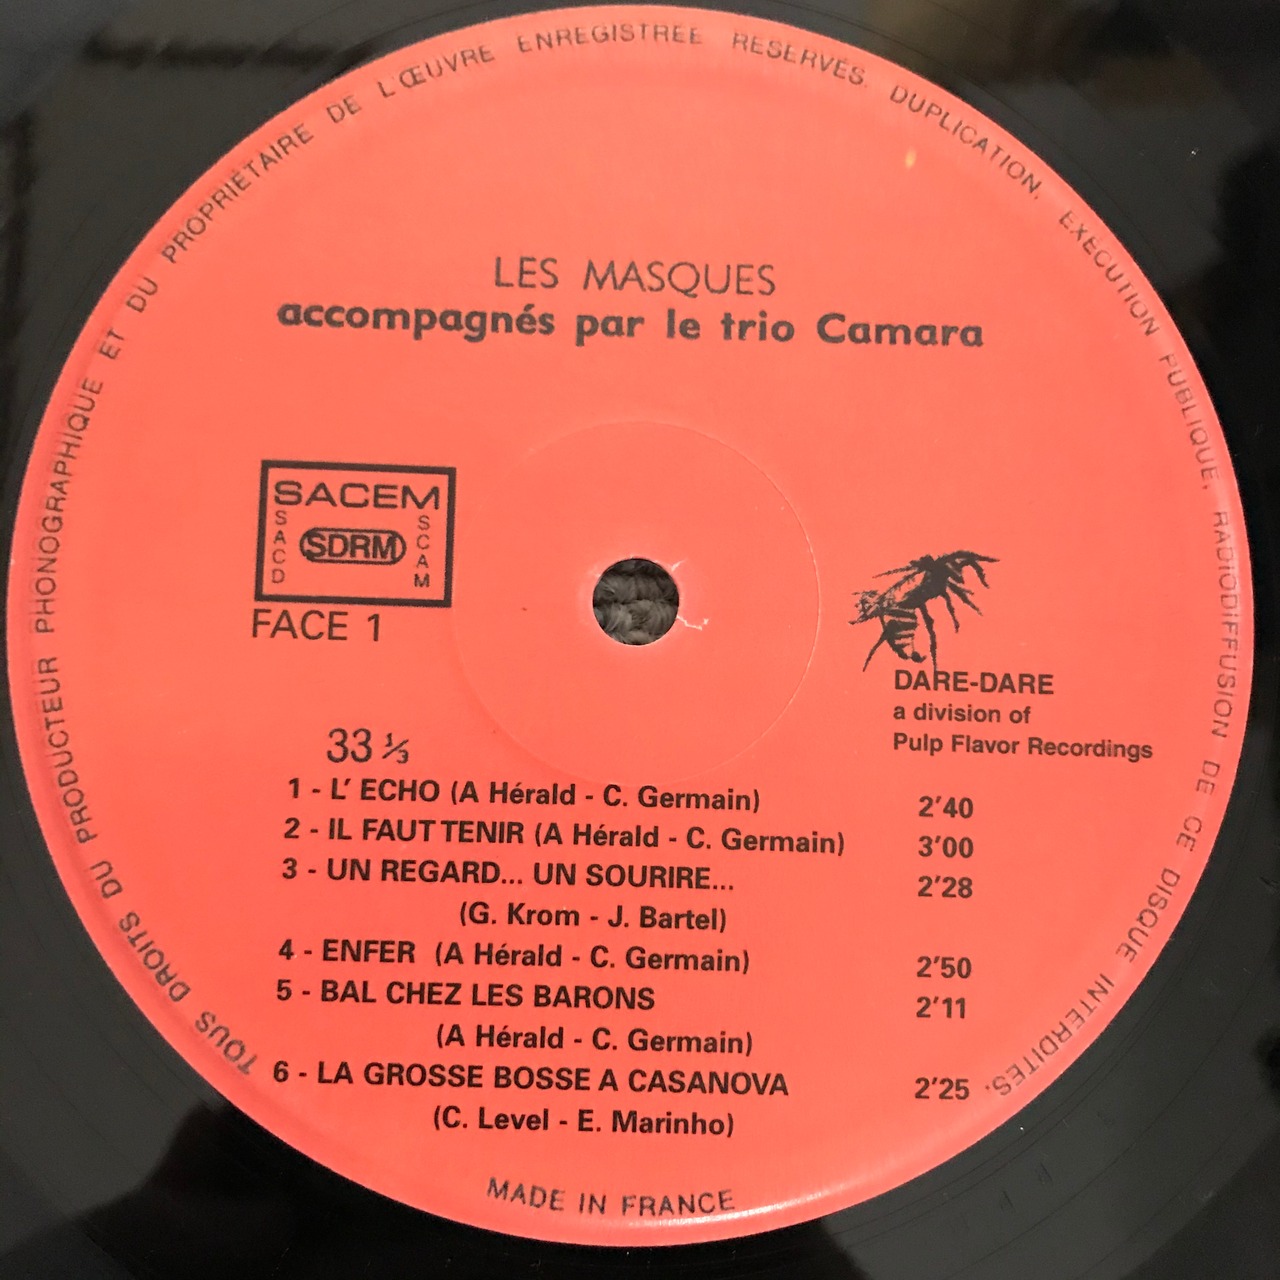 TOUS DROITS DU PRODUCTEUR PHONOGRAPHIQUE ET DU PROPRIÉTAIRE DE L'ŒUVRE ENREGISTRÉE RÉSERVÉS. DUPLICATION, EXÉCUTION PUBLIQUE, RADIODIFFUSION DE CE DISQUE INTERDITES.
LES MASQUES
accompagnés par le trio Camara
SACEM
SACD
SDRM
SCAM
FACE 1
DARE-DARE
a division of
Pulp Flavor Recordings
33 ⅓
1 - L' ECHO (A Hérald - C. Germain) 2'40
2 - IL FAUT TENIR (A Hérald - C. Germain) 3'00
3 - UN REGARD... UN SOURIRE... 2'28
(G. Krom - J. Bartel)
4 - ENFER (A Hérald - C. Germain) 2'50
5 - BAL CHEZ LES BARONS 2'11
(A Hérald - C. Germain)
6 - LA GROSSE BOSSE A CASANOVA 2'25
(C. Level - E. Marinho)
MADE IN FRANCE